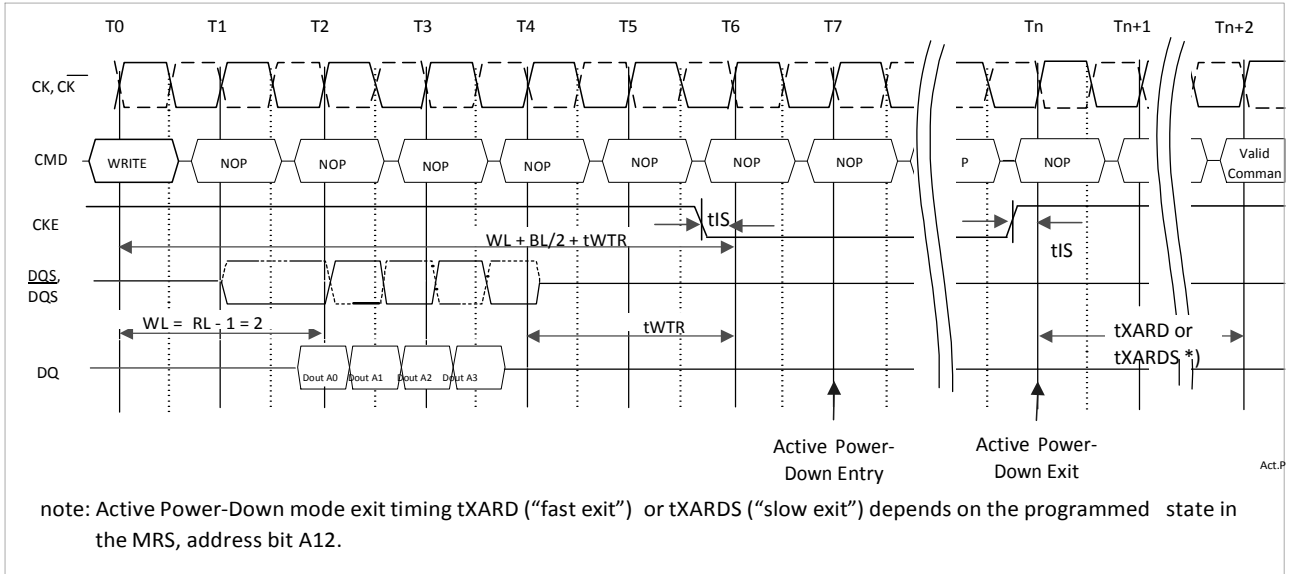 T0 T1 T2 T3 T4 T5 T6 T7 Tn Tn+1 Tn+2
CK, CK
CMD WRITE NOP NOP NOP NOP NOP NOP NOP P NOP Valid
Comman
CKE tIS tIS
WL + BL/2 + tWTR
DQS,
DQS
WL = RL - 1 = 2 tWTR tXARD or
tXARDS *)
DQ Dout A0 Dout A1 Dout A2 Dout A3
Active Power-
Down Entry
Active Power-
Down Exit
Act.P
note: Active Power-Down mode exit timing tXARD (“fast exit”) or tXARDS (“slow exit”) depends on the programmed state in
the MRS, address bit A12.